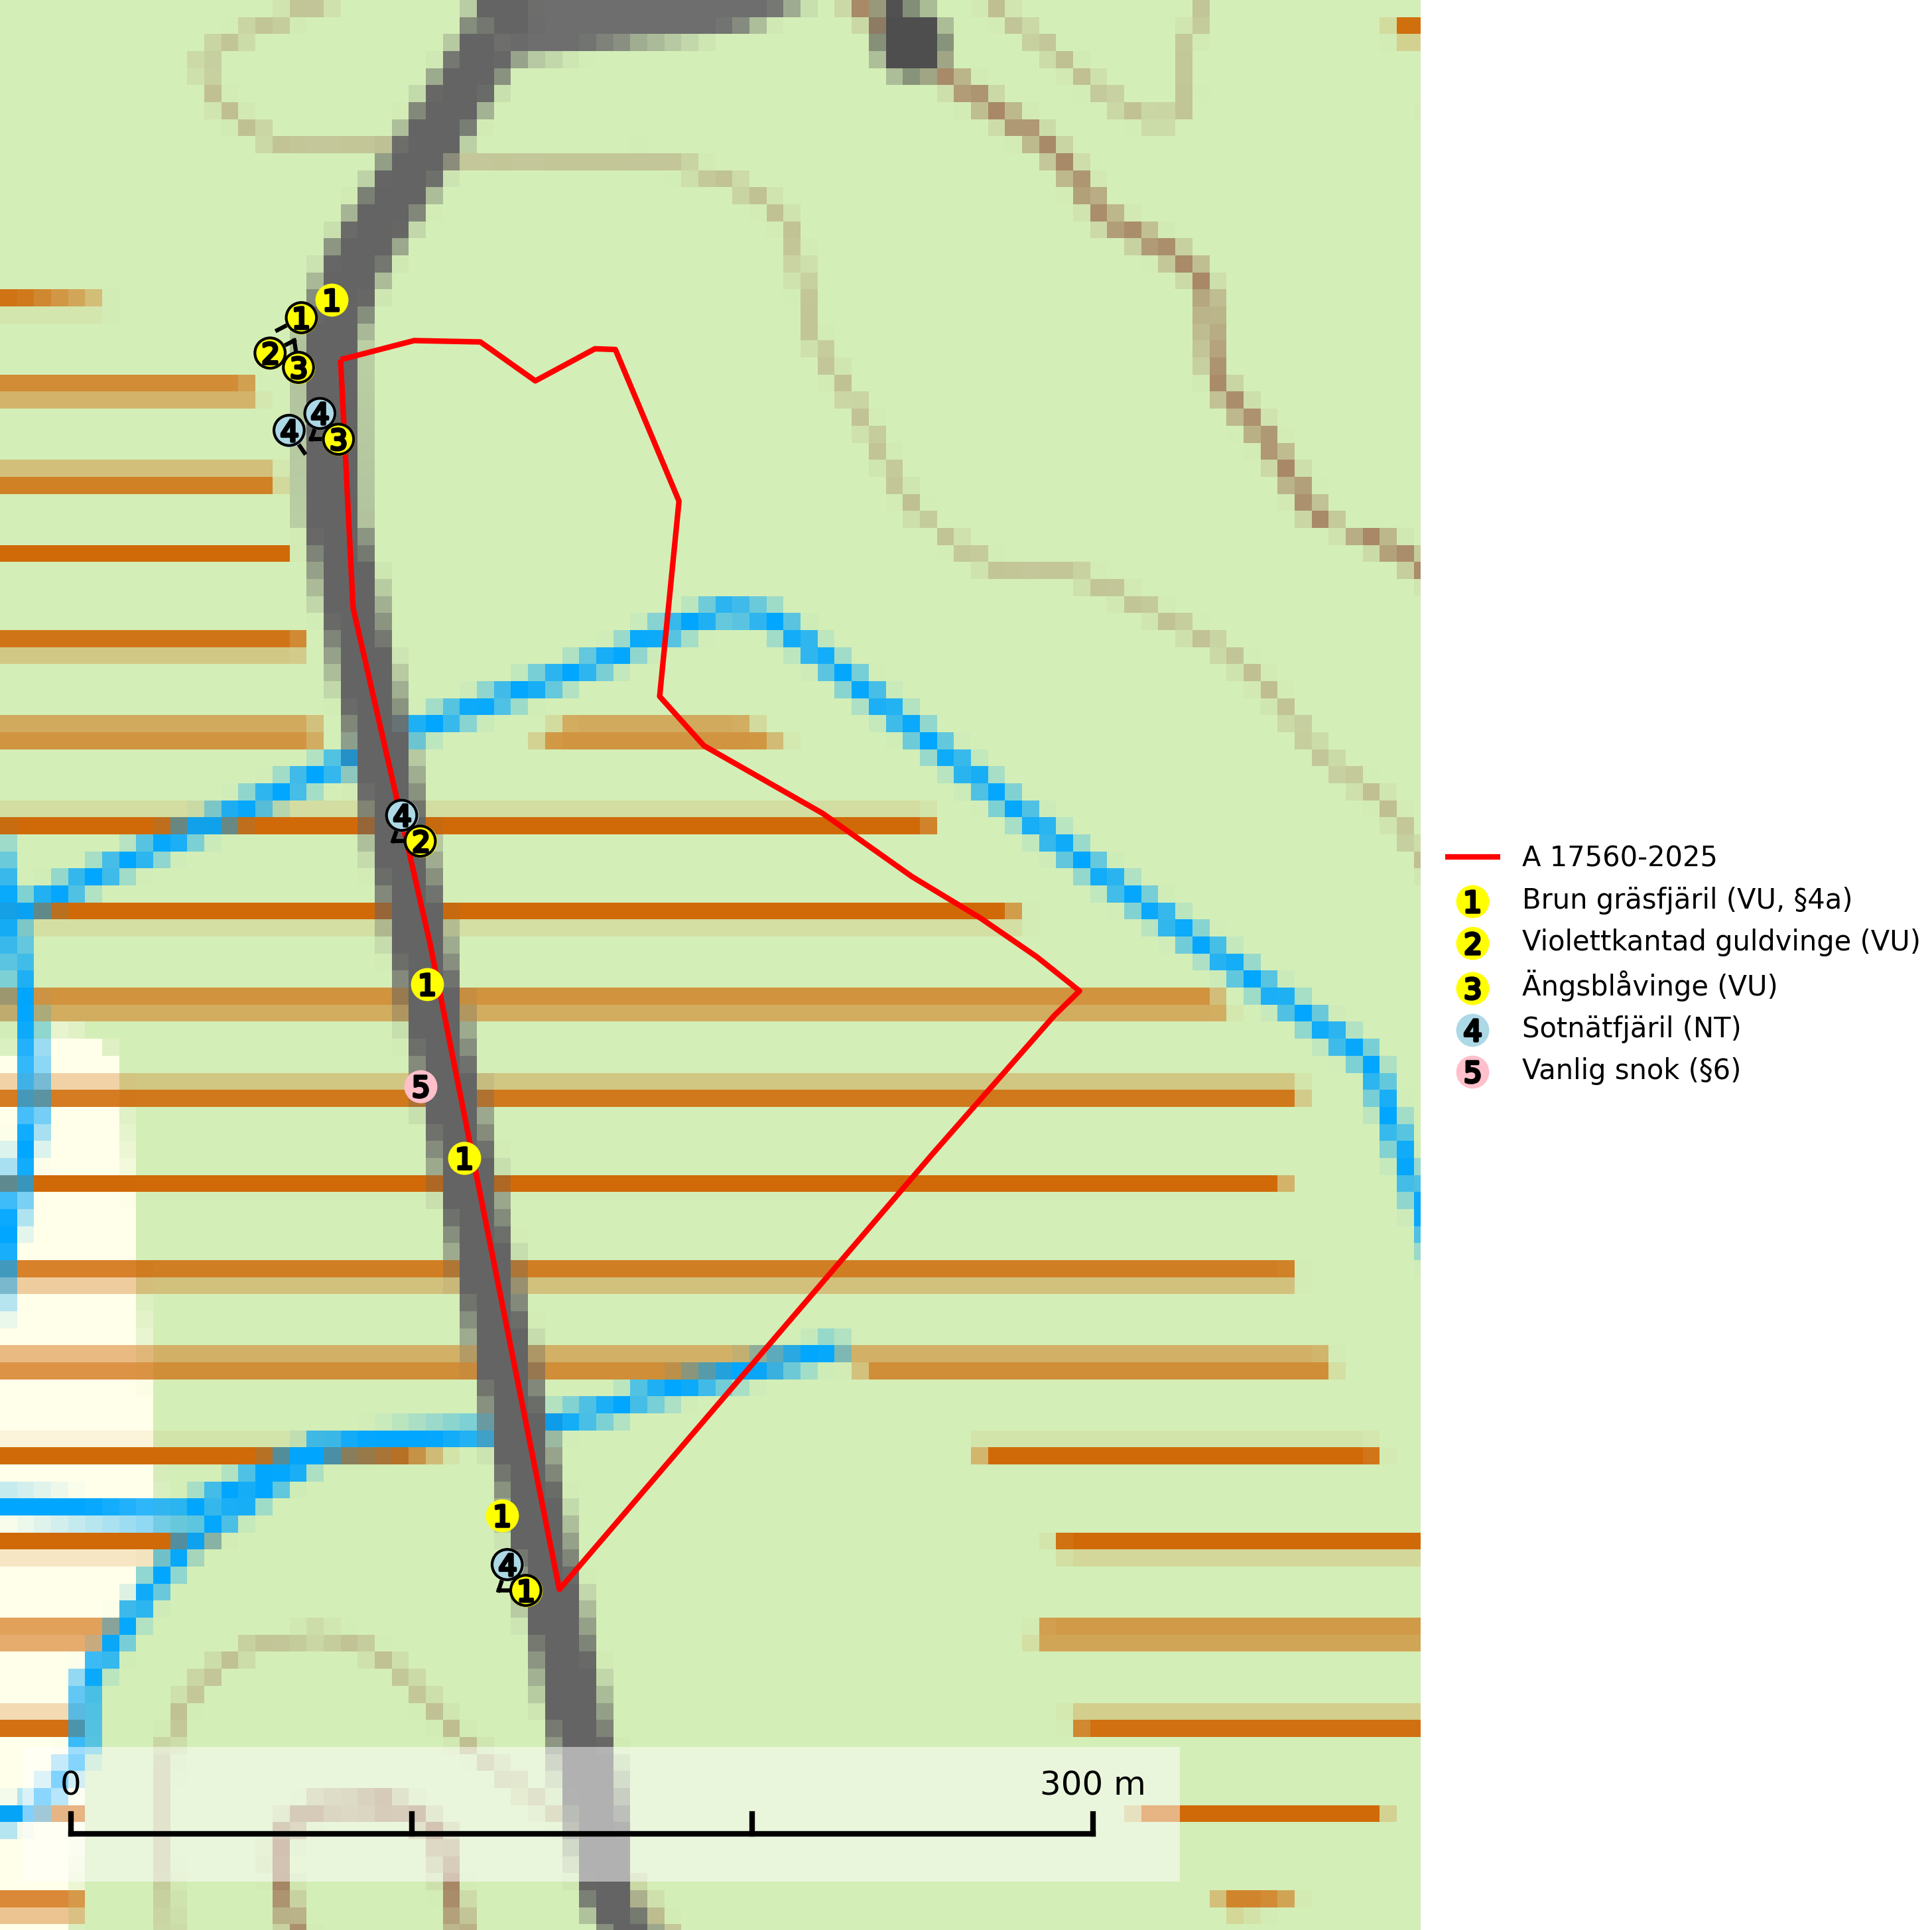 1
1
2
3
4
4
3
4
2
A 17560-2025
1 Brun gräsfjäril (VU, §4a)
2 Violettkantad guldvinge (VU)
3 Ängsblåvinge (VU)
1
4 Sotnätfjäril (NT)
5 Vanlig snok (§6)
5
1
1
4
1
0 300 m